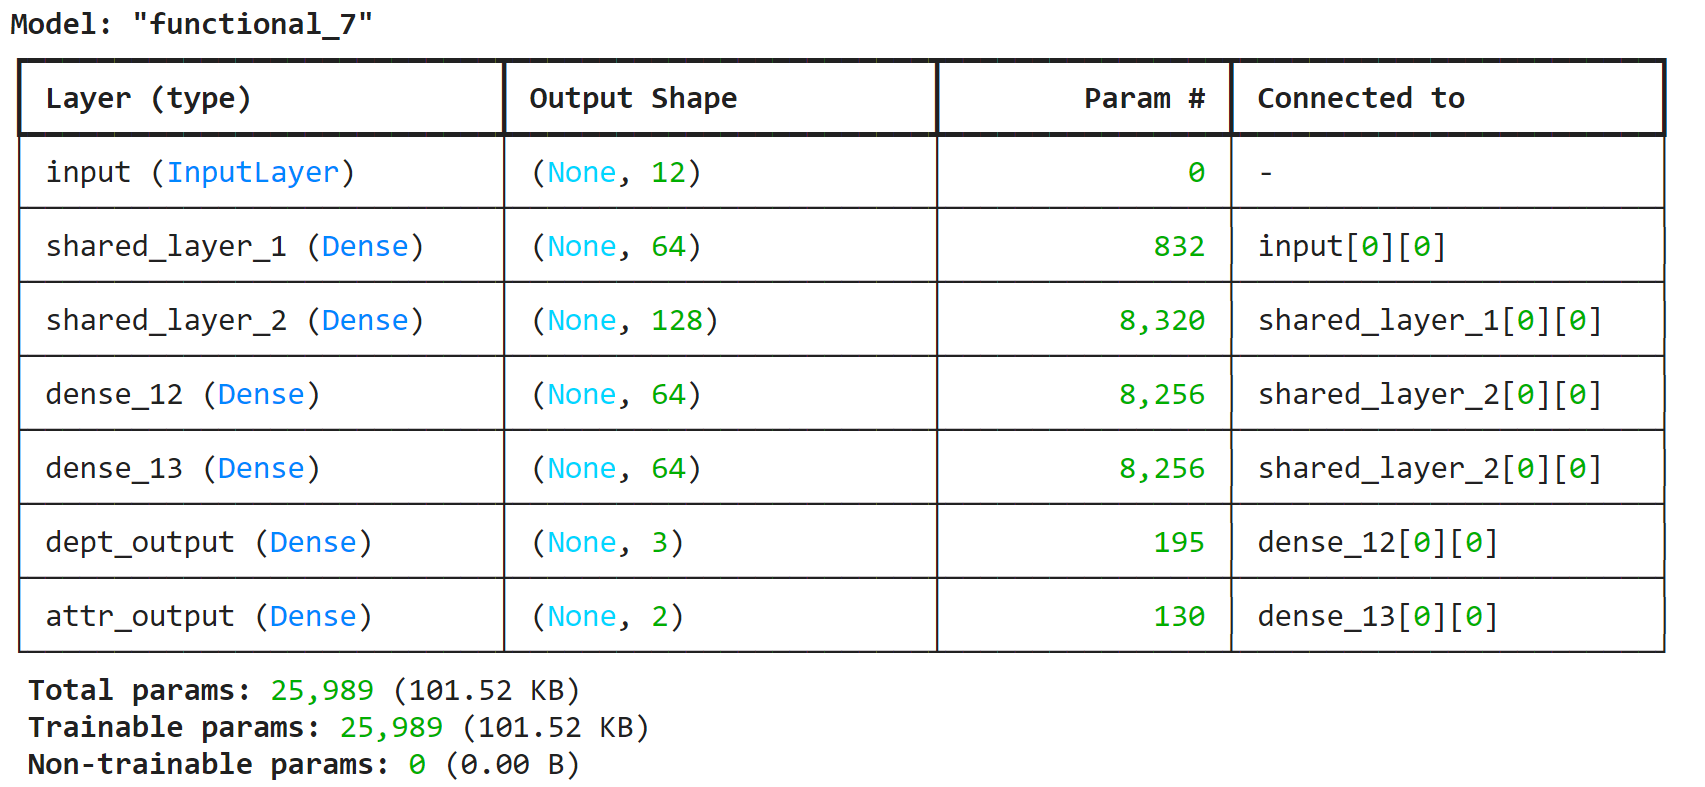 Model: "functional_7"
Layer (type) Output Shape Param # Connected to
input (InputLayer) (None, 12) 0 -
shared_layer_1 (Dense) (None, 64) 832 input[0][0]
shared_layer_2 (Dense) (None, 128) 8,320 shared_layer_1[0][0]
dense_12 (Dense) (None, 64) 8,256 shared_layer_2[0][0]
dense_13 (Dense) (None, 64) 8,256 shared_layer_2[0][0]
dept_output (Dense) (None, 3) 195 dense_12[0][0]
attr_output (Dense) (None, 2) 130 dense_13[0][0]
Total params: 25,989 (101.52 KB)
Trainable params: 25,989 (101.52 KB)
Non-trainable params: 0 (0.00 B)